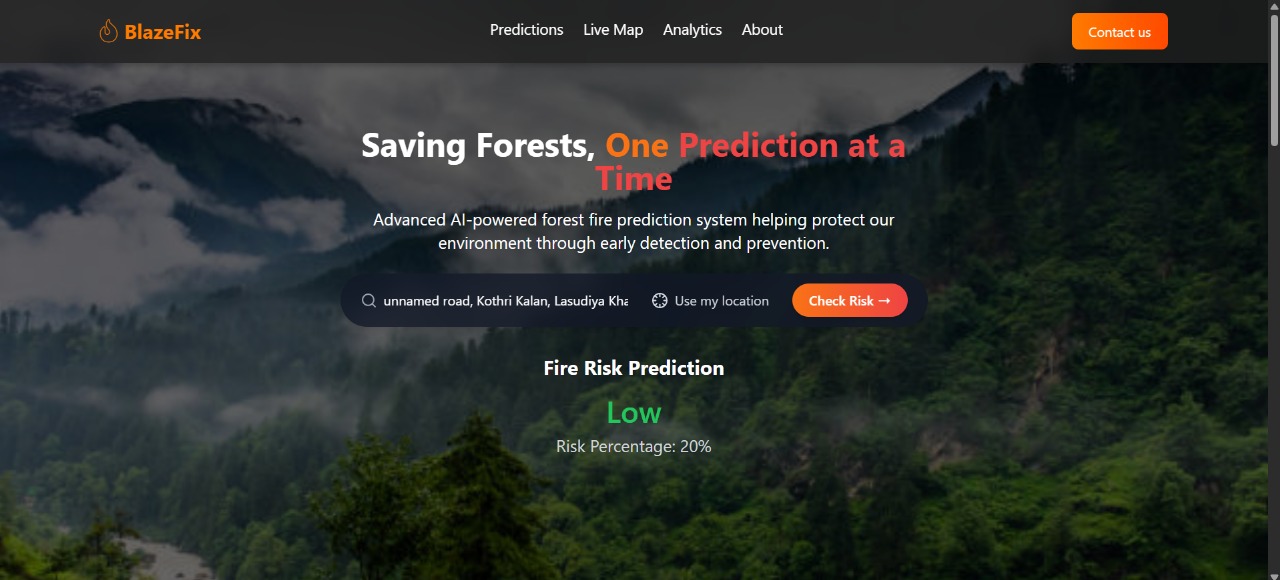 BlazeFix
Predictions Live Map Analytics About
Contact us
Saving Forests, One Prediction at a
Time
Advanced AI-powered forest fire prediction system helping protect our
environment through early detection and prevention.
unnamed road, Kothri Kalan, Lasudiya Kha
Use my location
Check Risk →
Fire Risk Prediction
Low
Risk Percentage: 20%